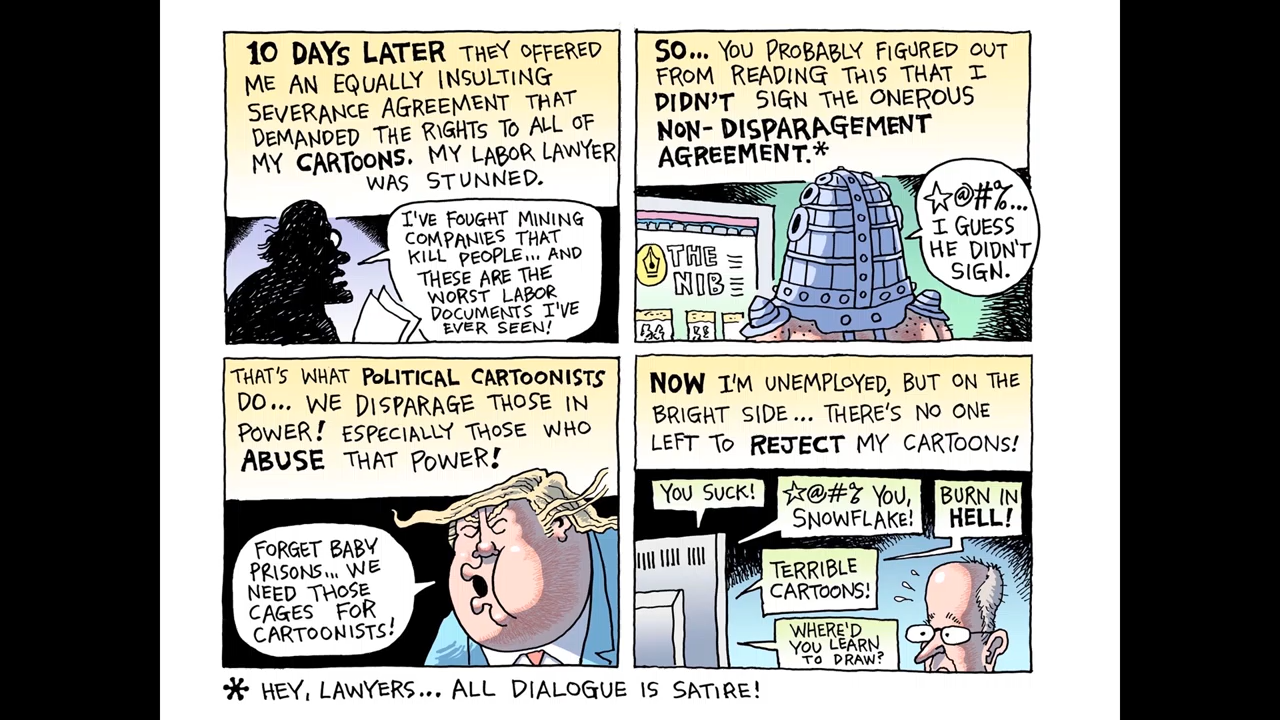 10 DAYS LATER THEY OFFERED
ME AN EQUALLY INSULTING
SEVERANCE AGREEMENT THAT
DEMANDED THE RIGHTS TO ALL OF
MY CARTOONS. MY LABOR LAWYER
WAS STUNNED.
I'VE FOUGHT MINING
COMPANIES THAT
KILL PEOPLE... AND
THESE ARE THE
WORST LABOR
DOCUMENTS I'VE
EVER SEEN!
SO... YOU PROBABLY FIGURED OUT
FROM READING THIS THAT I
DIDN'T SIGN THE ONEROUS
NON-DISPARAGEMENT
AGREEMENT.*
THE
NIB
☆@#%...
I GUESS
HE DIDN'T
SIGN.
THAT'S WHAT POLITICAL CARTOONISTS
DO... WE DISPARAGE THOSE IN
POWER! ESPECIALLY THOSE WHO
ABUSE THAT POWER!
FORGET BABY
PRISONS... WE
NEED THOSE
CAGES FOR
CARTOONISTS!
NOW I'M UNEMPLOYED, BUT ON THE
BRIGHT SIDE... THERE'S NO ONE
LEFT TO REJECT MY CARTOONS!
YOU SUCK!
☆@#% YOU,
SNOWFLAKE!
BURN IN
HELL!
TERRIBLE
CARTOONS!
WHERE'D
YOU LEARN
TO DRAW?
* HEY, LAWYERS... ALL DIALOGUE IS SATIRE!